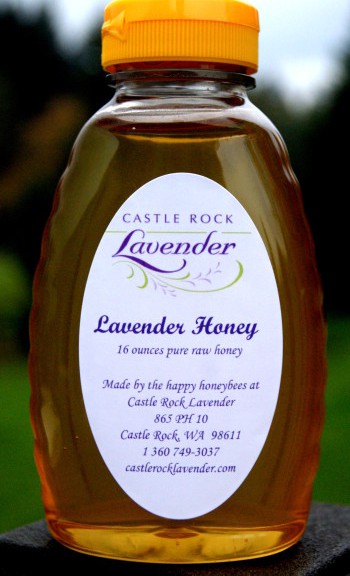 CASTLE ROCK
Lavender
Lavender Honey
16 ounces pure raw honey
Made by the happy honeybees at
Castle Rock Lavender
865 PH 10
Castle Rock, WA 98611
1 360 749-3037
castlerocklavender.com